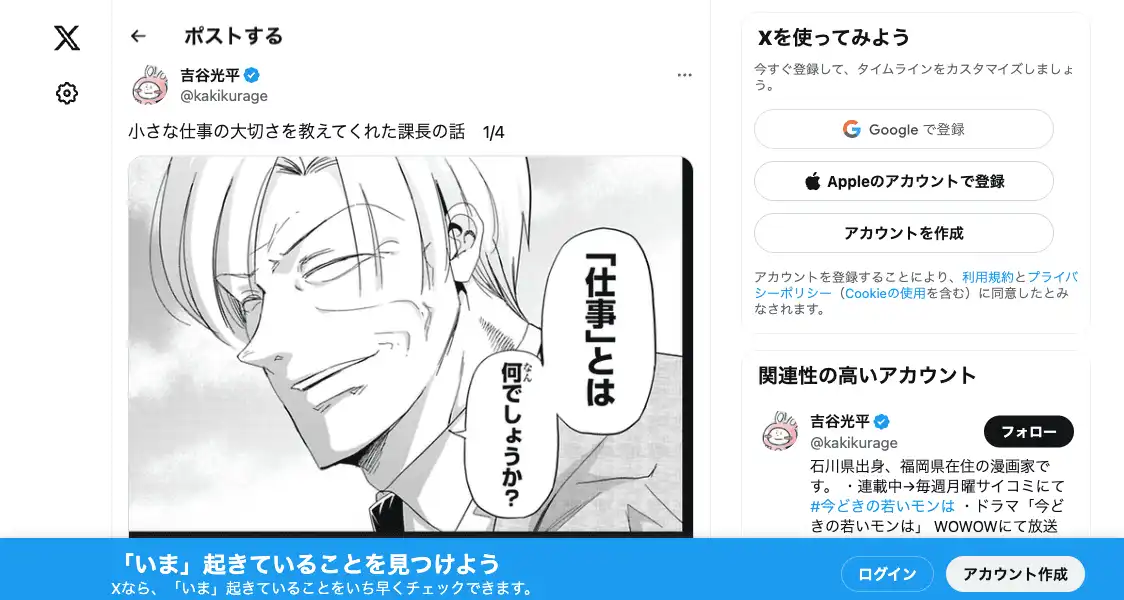 ポストする
吉谷光平
@kakikurage
小さな仕事の大切さを教えてくれた課長の話　1/4
「仕事」とは
何でしょうか?
なん
Xを使ってみよう
今すぐ登録して、タイムラインをカスタマイズしましょ
う。
Google で登録
Appleのアカウントで登録
アカウントを作成
アカウントを登録することにより、利用規約とプライバ
シーポリシー（Cookieの使用を含む）に同意したとみ
なされます。
関連性の高いアカウント
吉谷光平
@kakikurage
フォロー
石川県出身、福岡県在住の漫画家で
す。 ・連載中→毎週月曜サイコミにて
#今どきの若いモンは ・ドラマ「今ど
きの若いモンは」 WOWOWにて放送
「いま」起きていることを見つけよう
Xなら、「いま」起きていることをいち早くチェックできます。
ログイン
アカウント作成